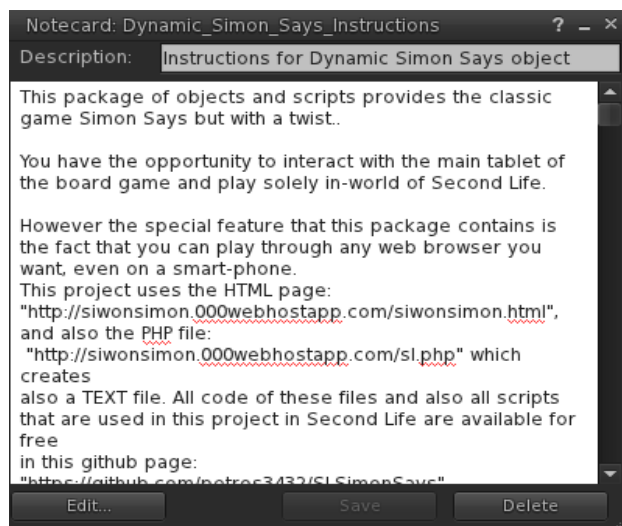 Notecard: Dynamic_Simon_Says_Instructions ? _ ×
Description: Instructions for Dynamic Simon Says object
This package of objects and scripts provides the classic
game Simon Says but with a twist..
You have the opportunity to interact with the main tablet of
the board game and play solely in-world of Second Life.
However the special feature that this package contains is
the fact that you can play through any web browser you
want, even on a smart-phone.
This project uses the HTML page:
"http://siwonsimon.000webhostapp.com/siwonsimon.html",
and also the PHP file:
"http://siwonsimon.000webhostapp.com/sl.php" which
creates
also a TEXT file. All code of these files and also all scripts
that are used in this project in Second Life are available for
free
in this github page:
"https://github.com/petros3432/SLSimonSays"
Edit... Save Delete